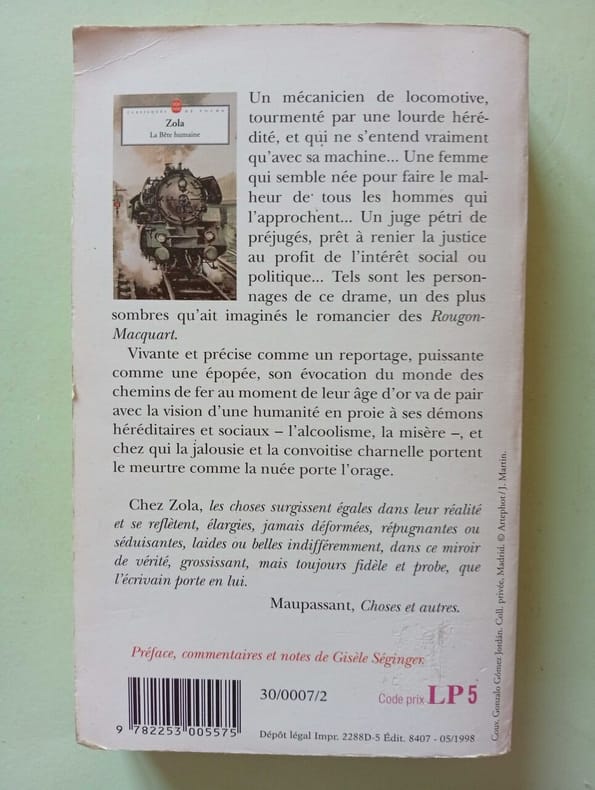 CLASSIQUES DE POCHE
Zola
La Bête humaine
Un mécanicien de locomotive,
tourmenté par une lourde héré-
dité, et qui ne s'entend vraiment
qu'avec sa machine... Une femme
qui semble née pour faire le mal-
heur de tous les hommes qui
l'approchent... Un juge pétri de
préjugés, prêt à renier la justice
au profit de l'intérêt social ou
politique... Tels sont les person-
nages de ce drame, un des plus
sombres qu'ait imaginés le romancier des Rougon-
Macquart.
Vivante et précise comme un reportage, puissante
comme une épopée, son évocation du monde des
chemins de fer au moment de leur âge d'or va de pair
avec la vision d'une humanité en proie à ses démons
héréditaires et sociaux – l'alcoolisme, la misère –, et
chez qui la jalousie et la convoitise charnelle portent
le meurtre comme la nuée porte l'orage.
Chez Zola, les choses surgissent égales dans leur réalité
et se reflètent, élargies, jamais déformées, répugnantes ou
séduisantes, laides ou belles indifféremment, dans ce miroir
de vérité, grossissant, mais toujours fidèle et probe, que
l'écrivain porte en lui.
Maupassant, Choses et autres.
Préface, commentaires et notes de Gisèle Séginger.
9 782253 005575
30/0007/2
Code prix LP 5
Dépôt légal Impr. 2288D-5 Édit. 8407 - 05/1998
Couv. Gonzalo Gómez Jordán. Coll. privée, Madrid. © Artephot / J. Martin.